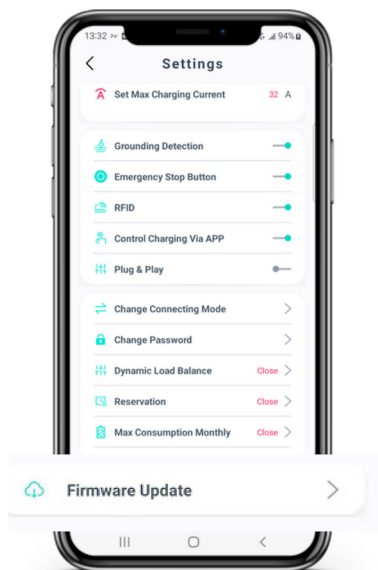 13:32
94%
Settings
Set Max Charging Current 32 A
Grounding Detection
Emergency Stop Button
RFID
Control Charging Via APP
Plug & Play
Change Connecting Mode
Change Password
Dynamic Load Balance Close
Reservation Close
Max Consumption Monthly Close
Firmware Update